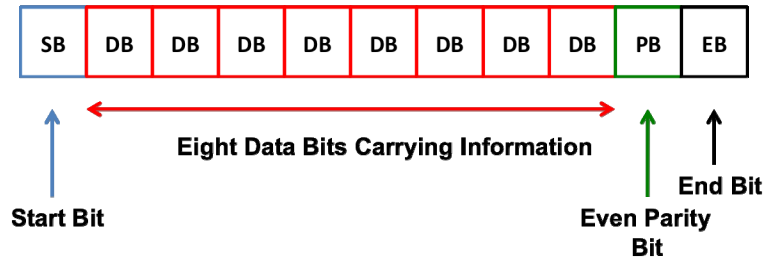 SB DB DB DB DB DB DB DB DB PB EB
Eight Data Bits Carrying Information
End Bit
Start Bit
Even Parity
Bit